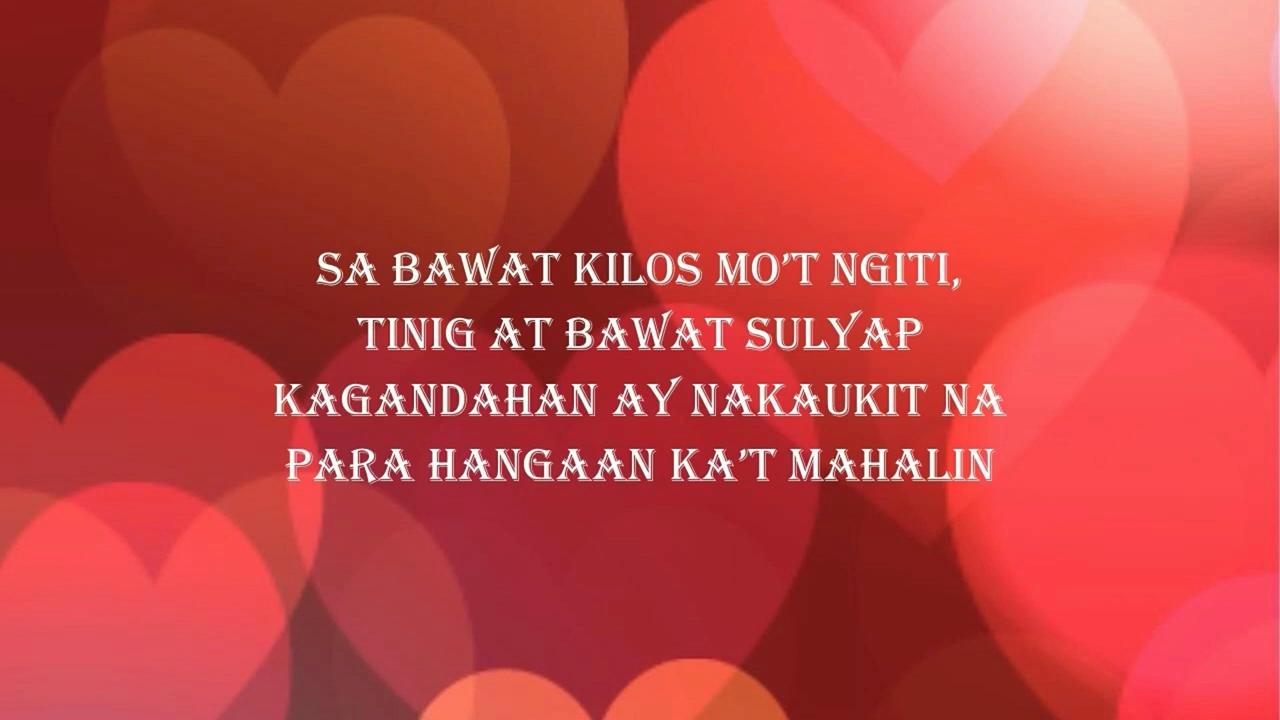 SA BAWAT KILOS MO'T NGITI,
TINIG AT BAWAT SULYAP
KAGANDAHAN AY NAKAUKIT NA
PARA HANGAAN KA'T MAHALIN